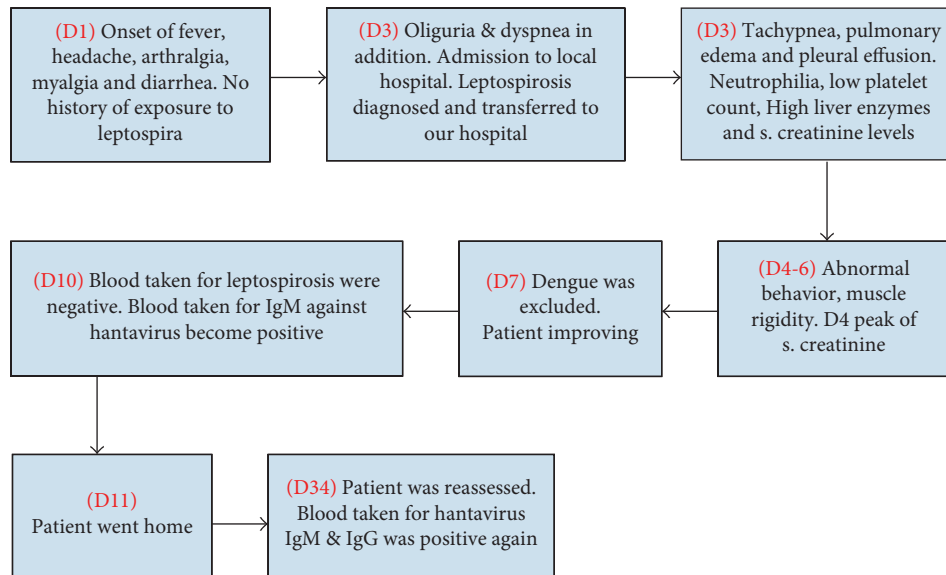 (D1) Onset of fever,
headache, arthralgia,
myalgia and diarrhea. No
history of exposure to
leptospira
(D3) Oliguria & dyspnea in
addition. Admission to local
hospital. Leptospirosis
diagnosed and transferred to
our hospital
(D3) Tachypnea, pulmonary
edema and pleural effusion.
Neutrophilia, low platelet
count, High liver enzymes
and s. creatinine levels
(D4-6) Abnormal
behavior, muscle
rigidity. D4 peak of
s. creatinine
(D7) Dengue was
excluded.
Patient improving
(D10) Blood taken for leptospirosis were
negative. Blood taken for IgM against
hantavirus become positive
(D11)
Patient went home
(D34) Patient was reassessed.
Blood taken for hantavirus
IgM & IgG was positive again